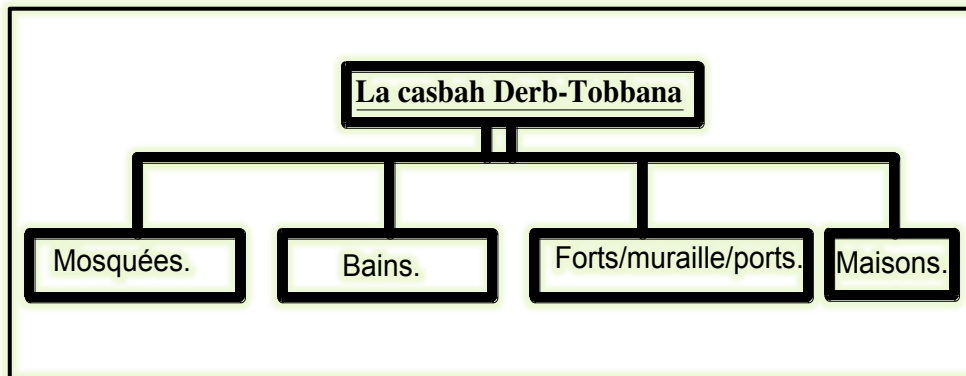 La casbah Derb-Tobbana
Mosquées.
Bains.
Forts/muraille/ports.
Maisons.